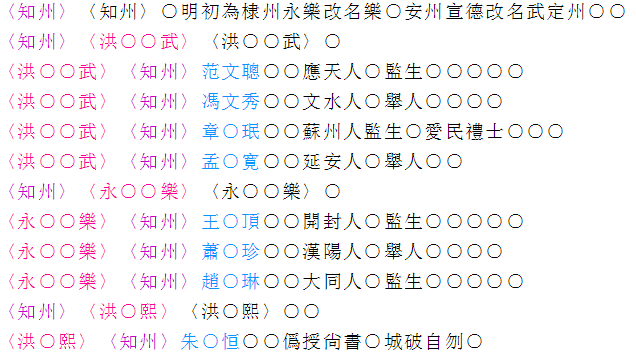 〈知州〉〈知州〉〇明初為棣州永樂改名樂〇安州宣德改名武定州〇〇
〈知州〉〈洪〇〇武〉〈洪〇〇武〉〇
〈洪〇〇武〉〈知州〉范文聰〇〇應天人〇監生〇〇〇〇〇
〈洪〇〇武〉〈知州〉馮文秀〇〇文水人〇舉人〇〇〇〇
〈洪〇〇武〉〈知州〉章〇珉〇〇蘇州人監生〇愛民禮士〇〇〇
〈洪〇〇武〉〈知州〉孟〇寛〇〇延安人〇舉人〇〇
〈知州〉〈永〇〇樂〉〈永〇〇樂〉〇
〈永〇〇樂〉〈知州〉王〇頂〇〇開封人〇監生〇〇〇〇〇
〈永〇〇樂〉〈知州〉蕭〇珍〇〇漢陽人〇舉人〇〇〇〇
〈永〇〇樂〉〈知州〉趙〇琳〇〇大同人〇監生〇〇〇〇〇
〈知州〉〈洪〇熙〉〈洪〇熙〉〇〇
〈洪〇熙〉〈知州〉朱〇恒〇〇僞授尙書〇城破自刎〇